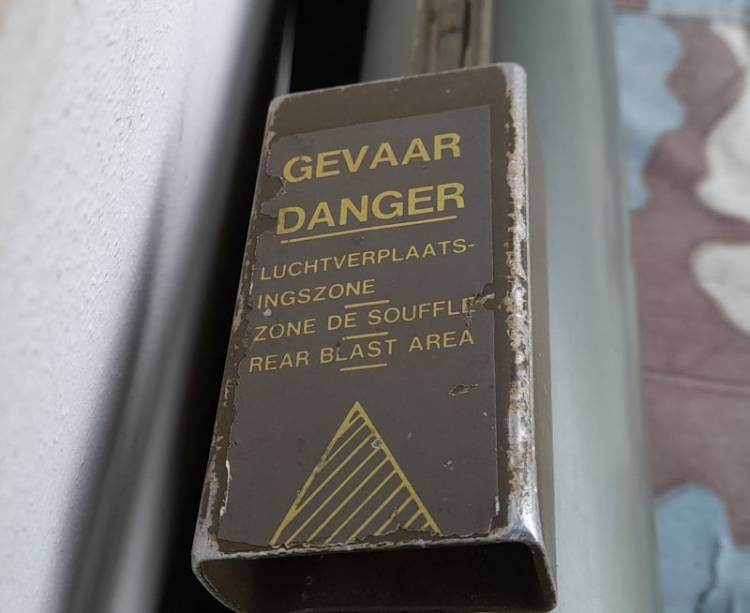 GEVAAR
DANGER
LUCHTVERPLAATS-
INGSZONE
ZONE DE SOUFFLE
REAR BLAST AREA